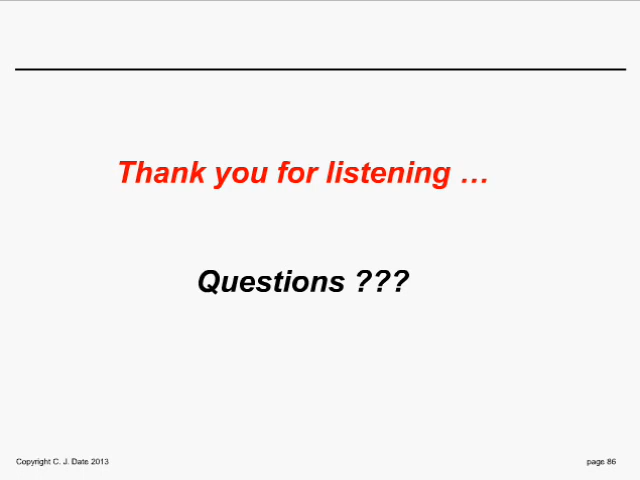 Thank you for listening …
Questions ???
Copyright C. J. Date 2013
page 86